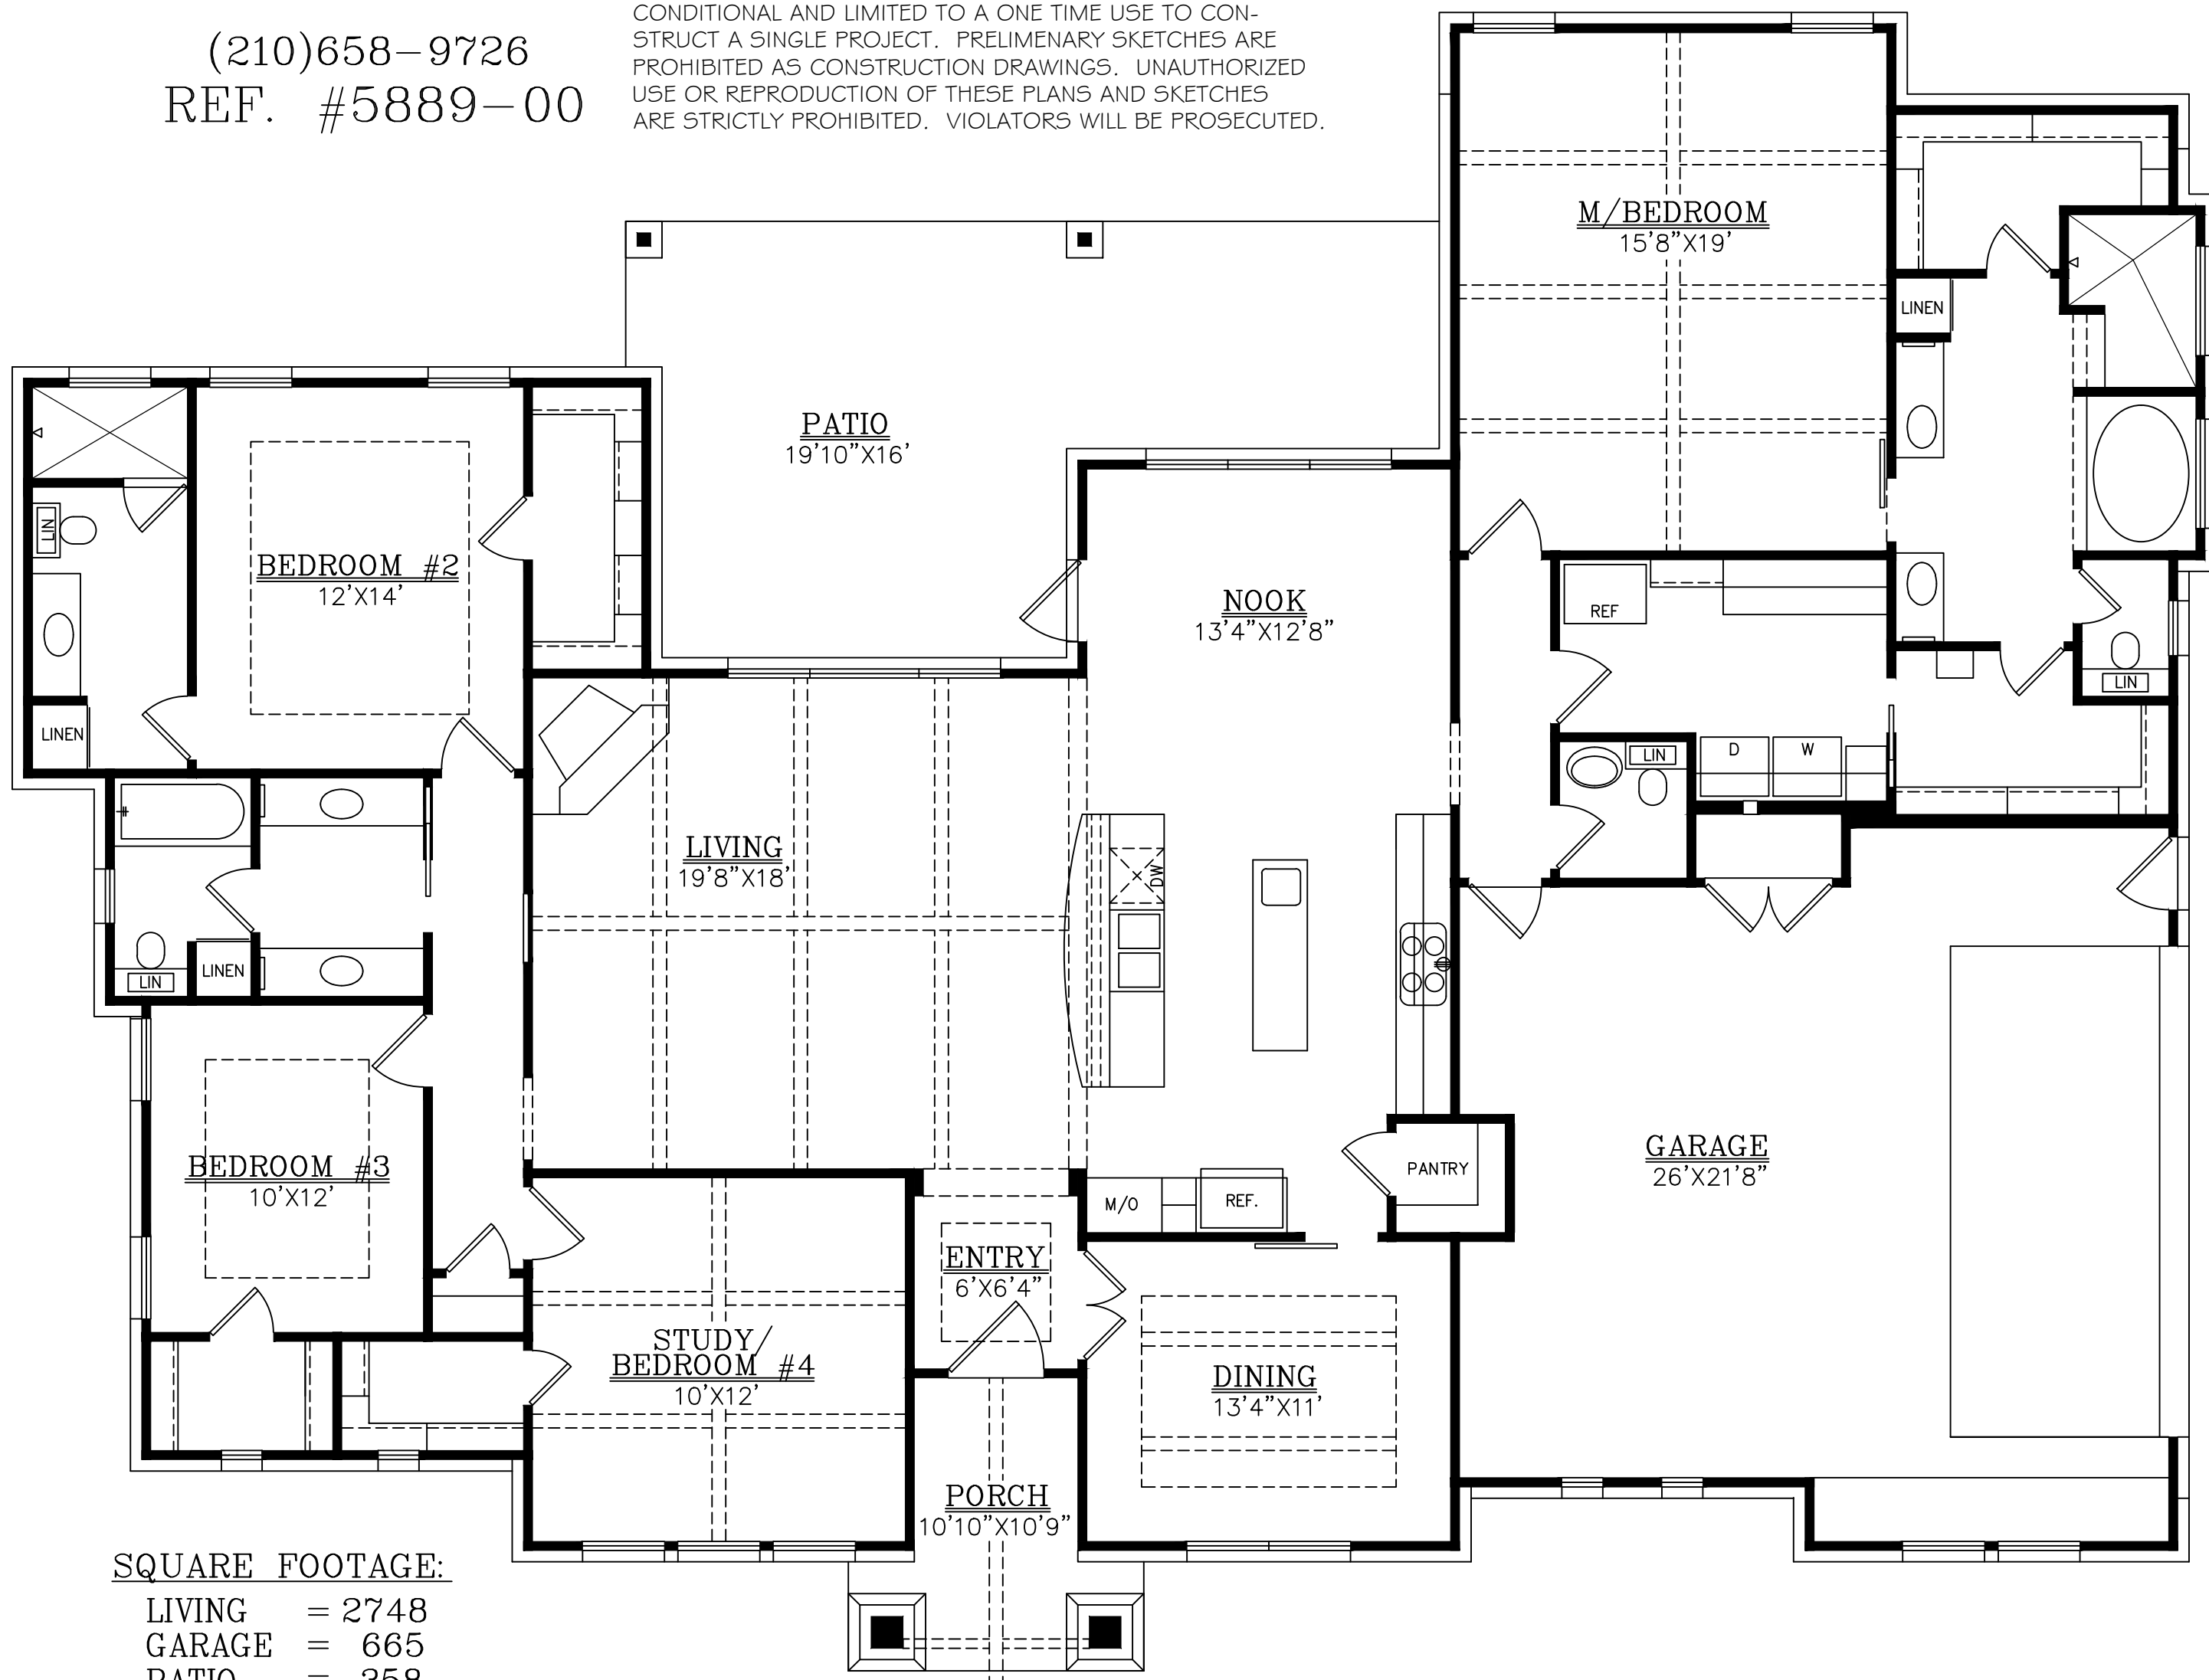 (210)658-9726
REF. #5889-00
CONDITIONAL AND LIMITED TO A ONE TIME USE TO CON-
STRUCT A SINGLE PROJECT. PRELIMENARY SKETCHES ARE
PROHIBITED AS CONSTRUCTION DRAWINGS. UNAUTHORIZED
USE OR REPRODUCTION OF THESE PLANS AND SKETCHES
ARE STRICTLY PROHIBITED. VIOLATORS WILL BE PROSECUTED.
M/BEDROOM
15'8"X19'
LINEN
PATIO
19'10"X16'
BEDROOM #2
12'X14'
LIN
NOOK
13'4"X12'8"
REF
LIN
LINEN
D
W
LIN
LIVING
19'8"X18'
DW
LINEN
LIN
BEDROOM #3
10'X12'
GARAGE
26'X21'8"
PANTRY
M/O
REF.
ENTRY
6'X6'4"
STUDY/
BEDROOM #4
10'X12'
DINING
13'4"X11'
PORCH
10'10"X10'9"
SQUARE FOOTAGE:
LIVING = 2748
GARAGE = 665
PATIO = 358